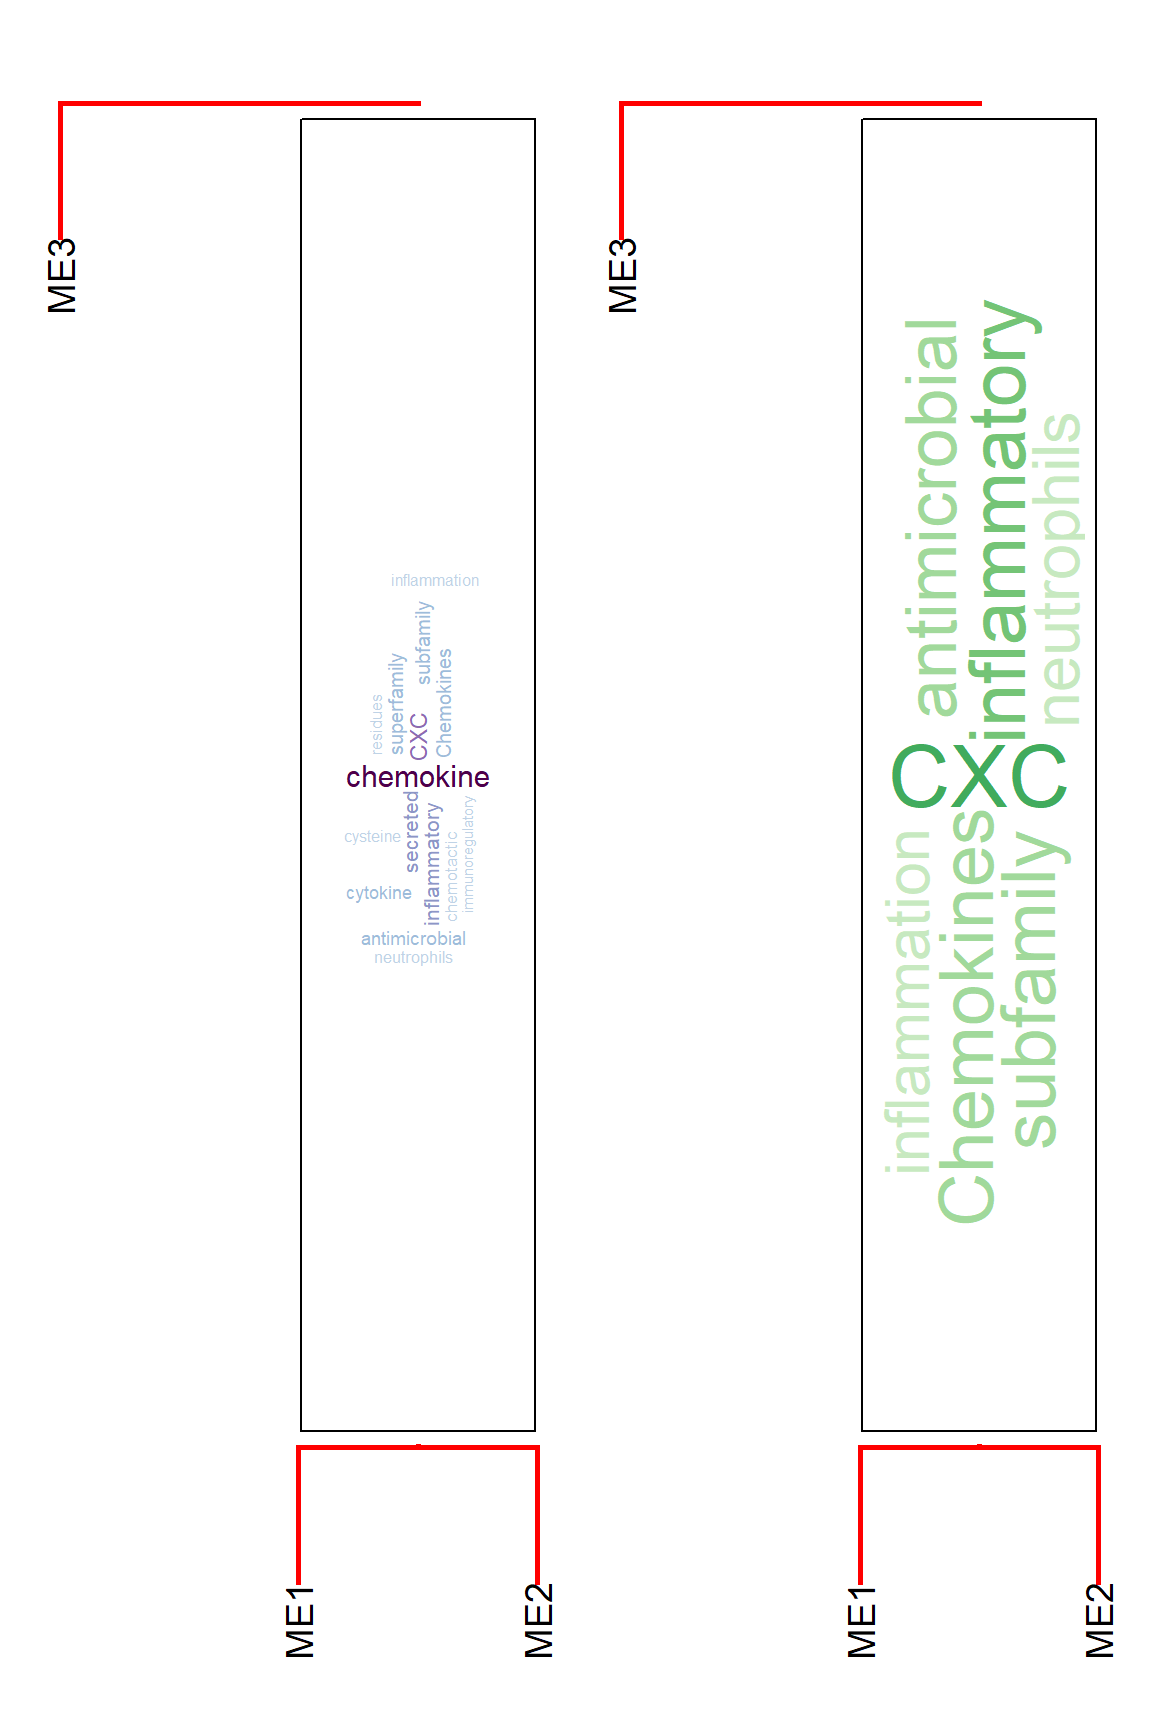 ME3
inflammation
subfamily
superfamily
Chemokines
residues
CXC
chemokine
secreted
inflammatory
cysteine
chemotactic
immunoregulatory
cytokine
antimicrobial
neutrophils
ME1
ME2
ME3
antimicrobial
inflammatory
neutrophils
CXC
inflammation
Chemokines
subfamily
ME1
ME2